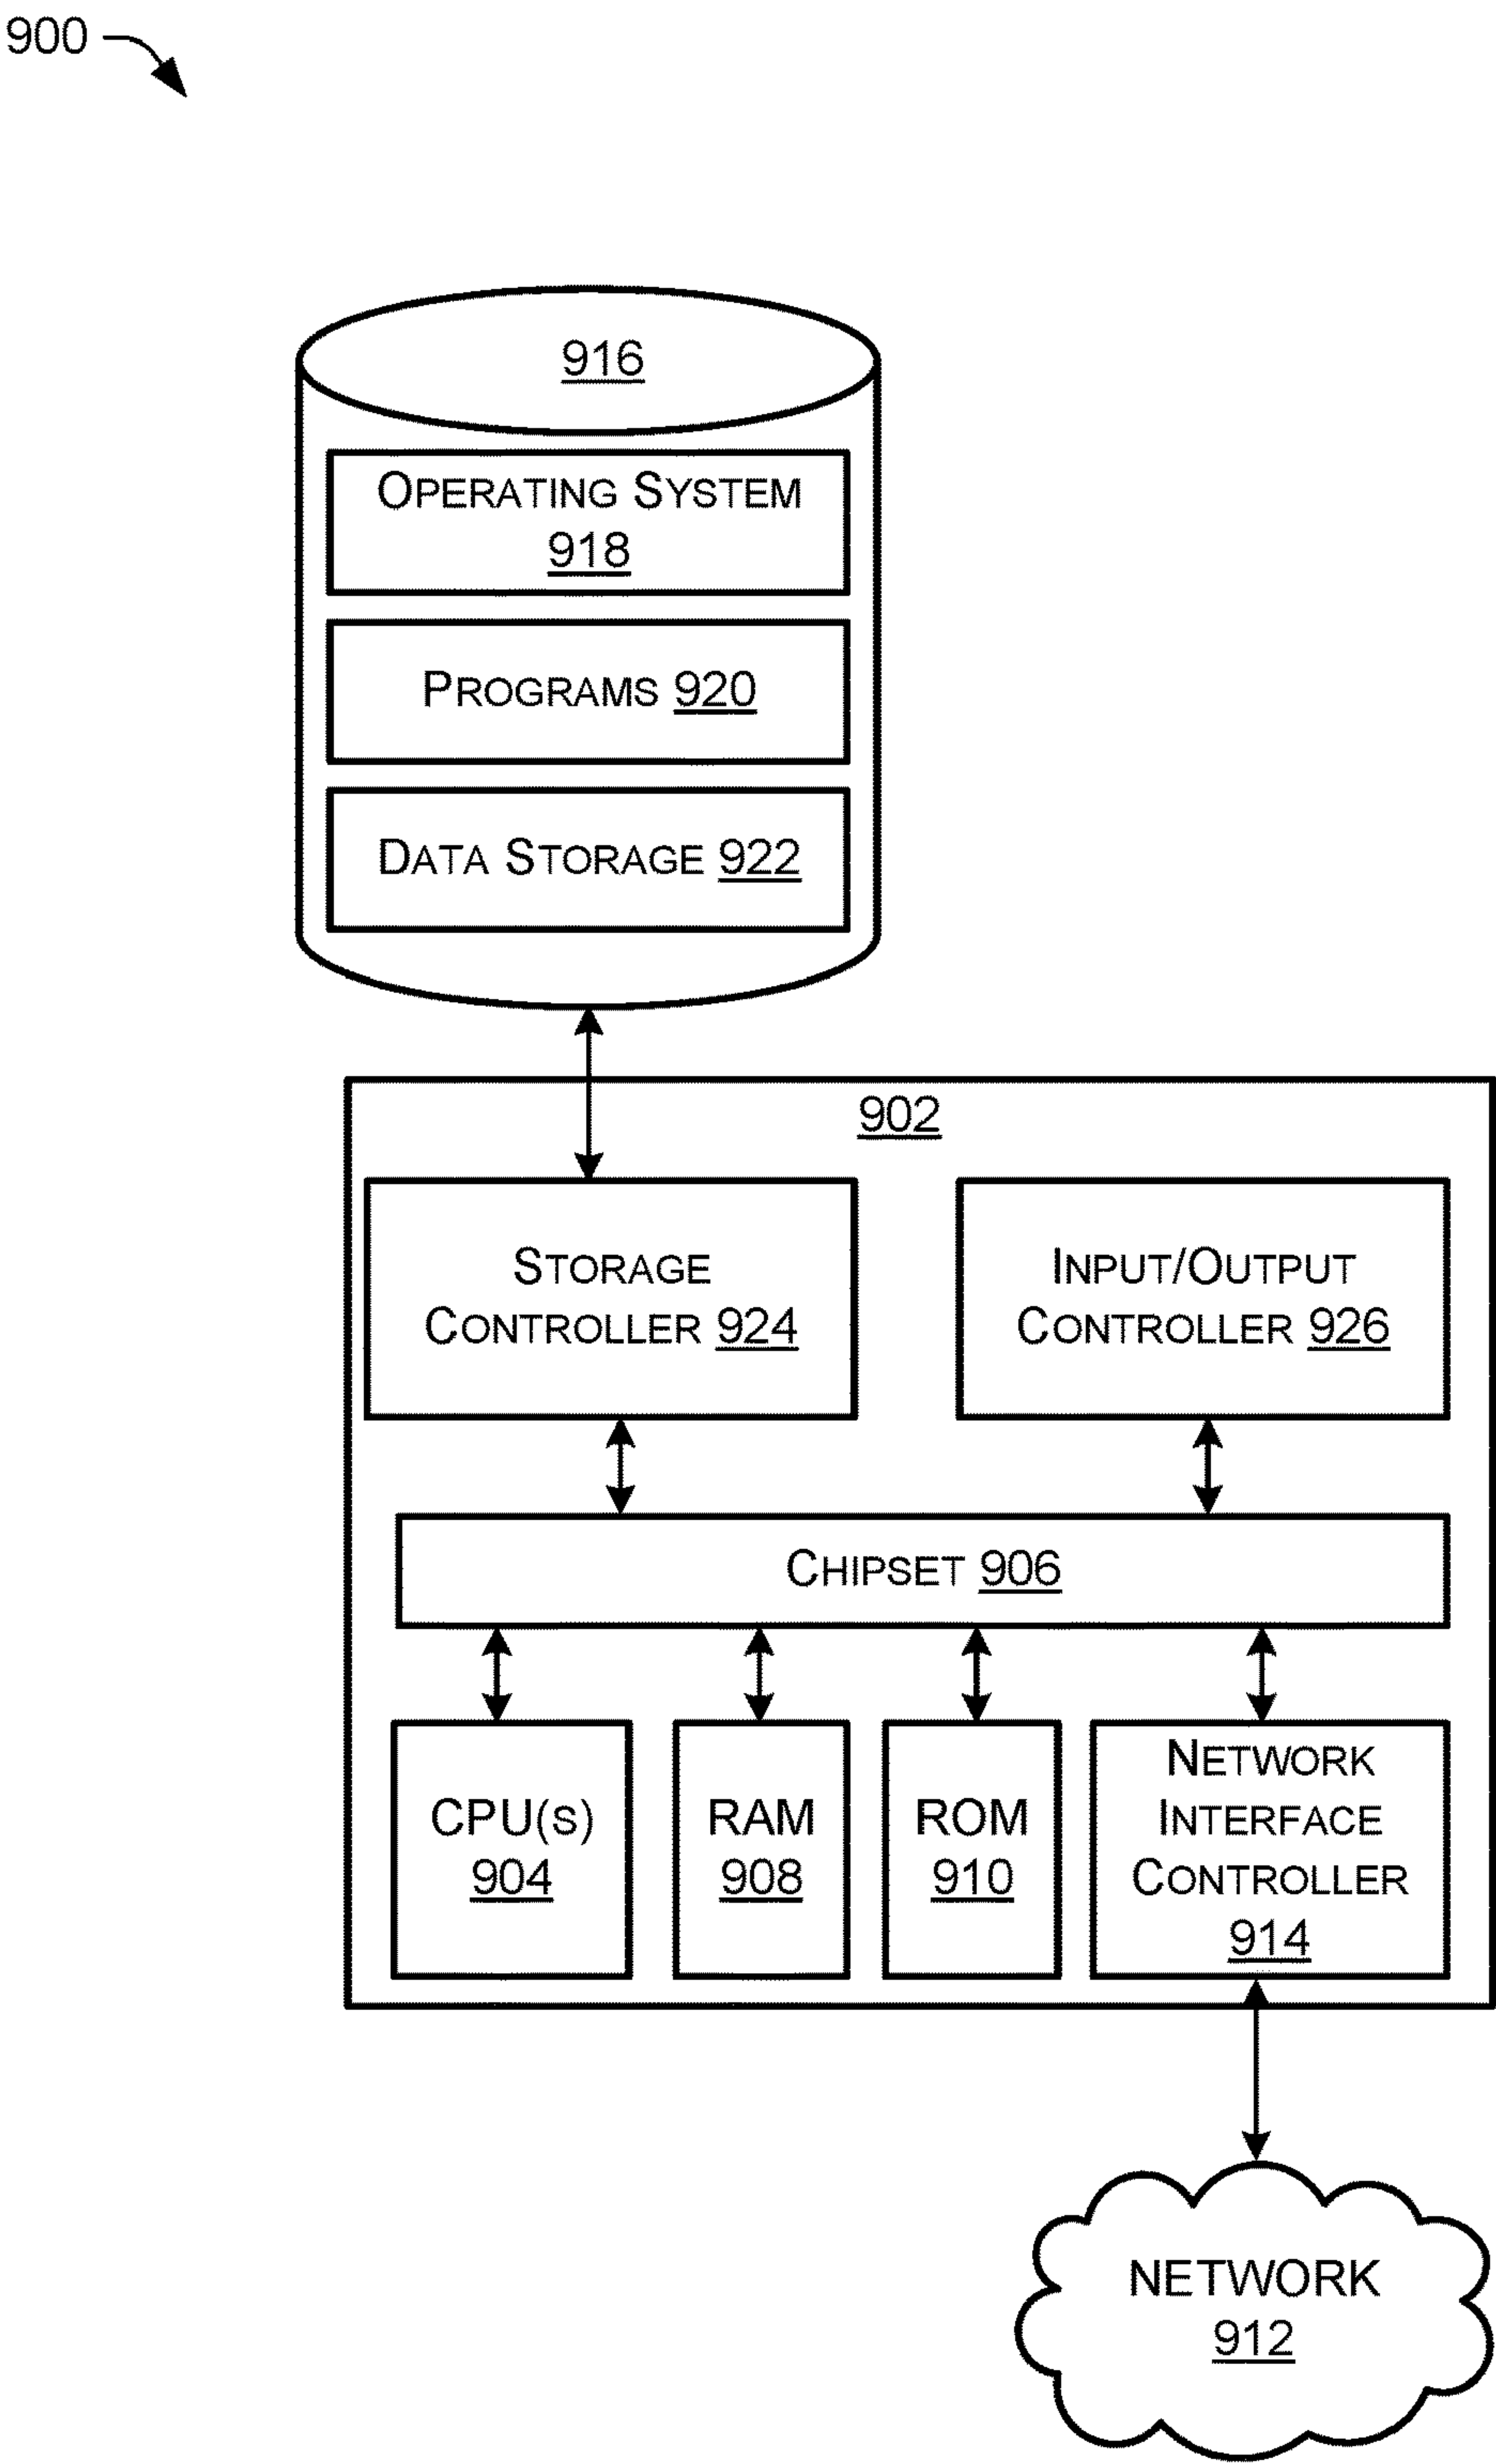 900
916
OPERATING SYSTEM
918
PROGRAMS 920
DATA STORAGE 922
902
STORAGE
CONTROLLER 924
INPUT/OUTPUT
CONTROLLER 926
CHIPSET 906
CPU(S)
904
RAM
908
ROM
910
NETWORK
INTERFACE
CONTROLLER
914
NETWORK
912